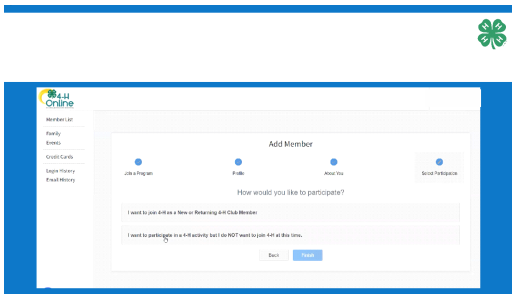 H H
H H
4-H
Online
Member List
Family
Events
Credit Cards
Login History
Email History
Add Member
Join a Program
Profile
About You
Select Participation
How would you like to participate?
I want to join 4-H as a New or Returning 4-H Club Member
I want to participate in a 4-H activity but I do NOT want to join 4-H at this time.
Back
Finish